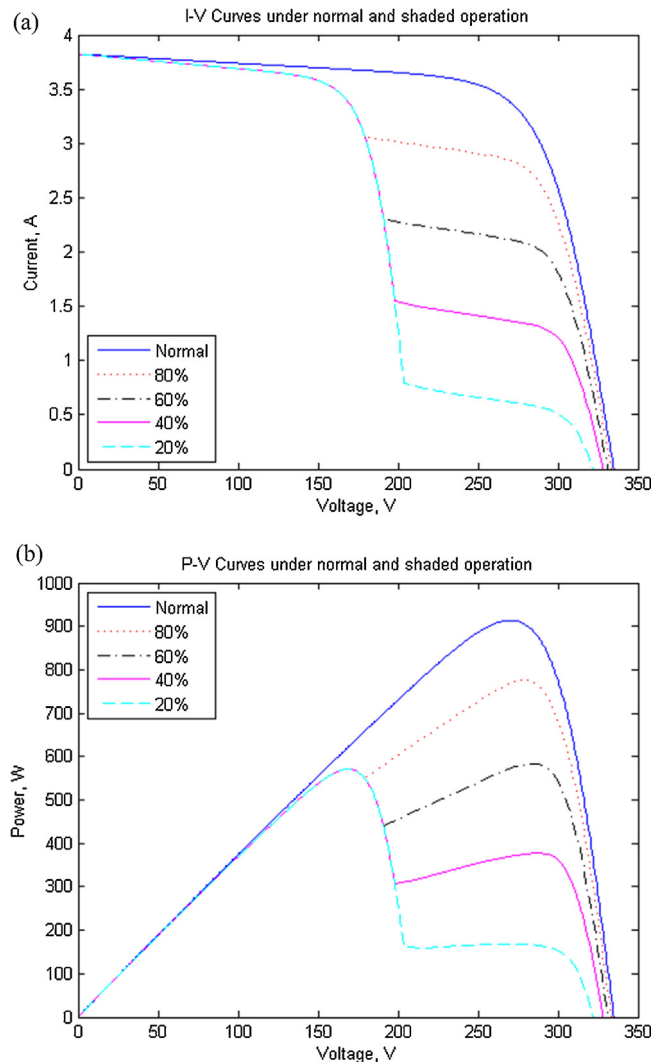 (a)
I-V Curves under normal and shaded operation
4
3.5
3
2.5
2
1.5
1
0.5
0
Current, A
Normal
80%
60%
40%
20%
0 50 100 150 200 250 300 350
Voltage, V
(b)
P-V Curves under normal and shaded operation
1000
900
800
700
600
500
400
300
200
100
0
Power, W
Normal
80%
60%
40%
20%
0 50 100 150 200 250 300 350
Voltage, V